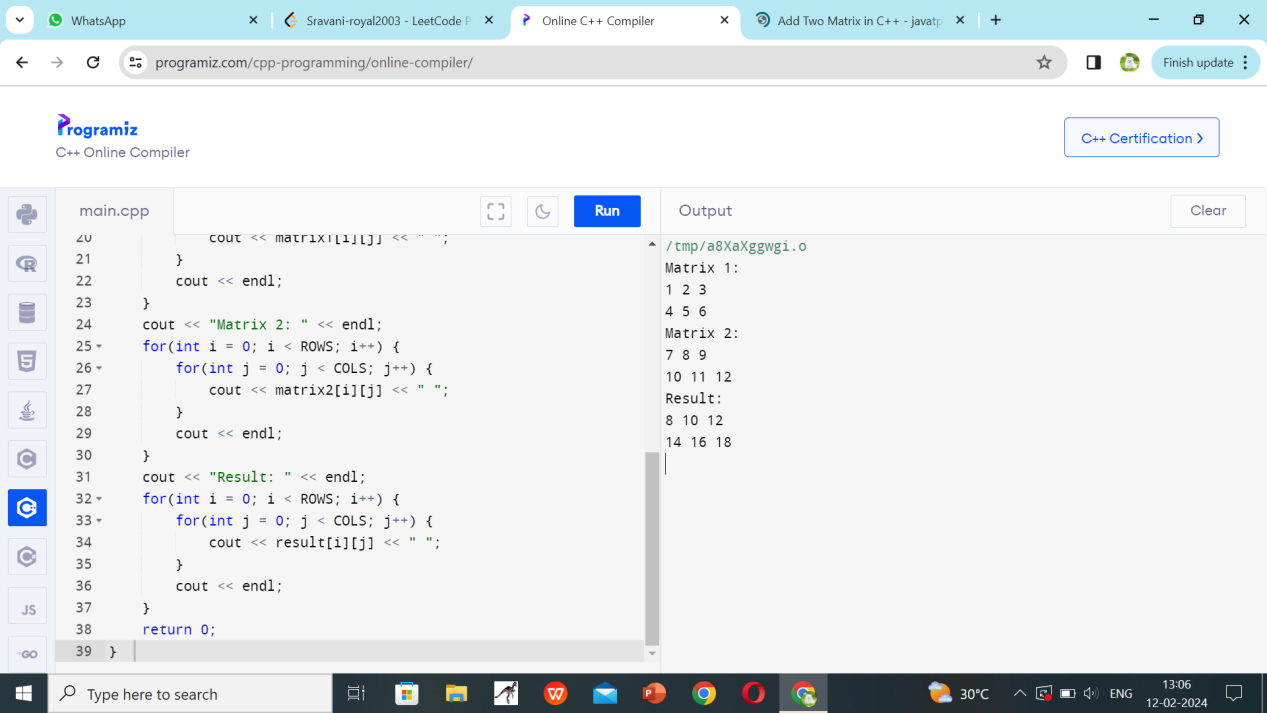 WhatsApp
Sravani-royal2003 - LeetCode P
Online C++ Compiler
Add Two Matrix in C++ - javatp
programiz.com/cpp-programming/online-compiler/
Finish update
Programiz
C++ Online Compiler
C++ Certification
main.cpp
Run
Output
Clear
20 cout << matrix1[i][j] << " ";
21 }
22 cout << endl;
23 }
24 cout << "Matrix 2: " << endl;
25 for(int i = 0; i < ROWS; i++) {
26 for(int j = 0; j < COLS; j++) {
27 cout << matrix2[i][j] << " ";
28 }
29 cout << endl;
30 }
31 cout << "Result: " << endl;
32 for(int i = 0; i < ROWS; i++) {
33 for(int j = 0; j < COLS; j++) {
34 cout << result[i][j] << " ";
35 }
36 cout << endl;
37 }
38 return 0;
39 }
/tmp/a8XaXggwgi.o
Matrix 1:
1 2 3
4 5 6
Matrix 2:
7 8 9
10 11 12
Result:
8 10 12
14 16 18
JS
GO
Type here to search
30°C
ENG
13:06
12-02-2024